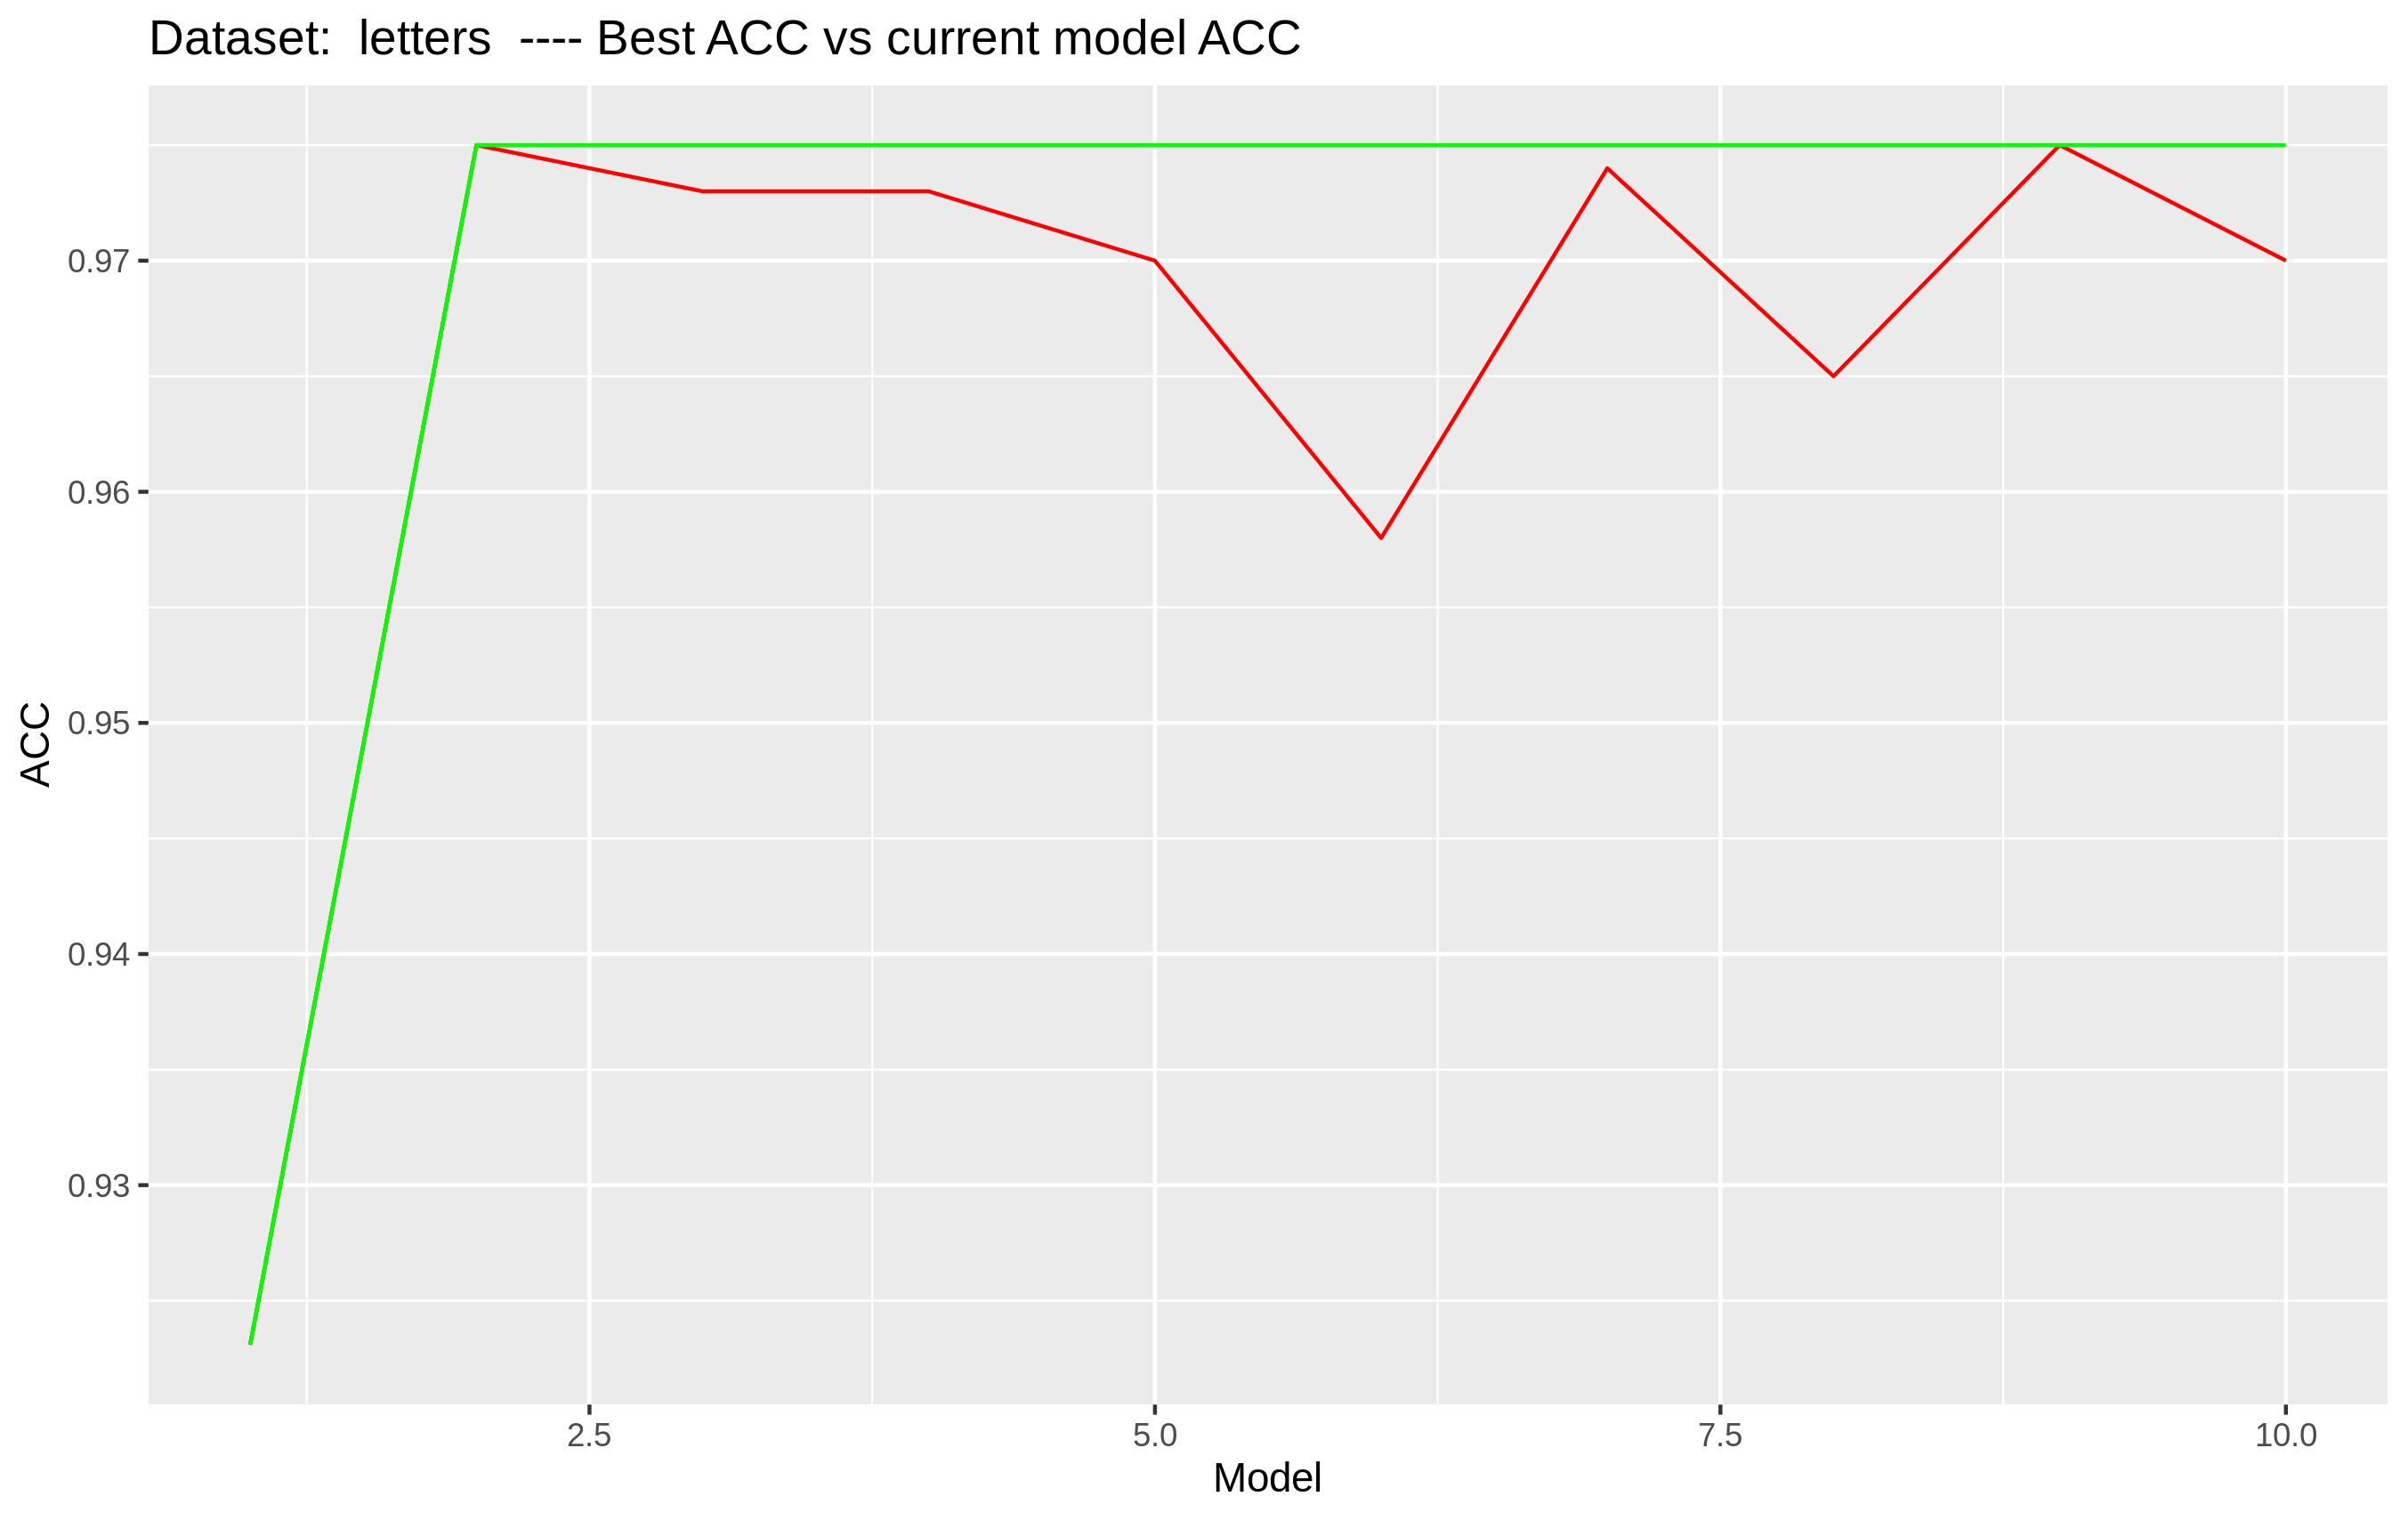 Dataset:  letters  ---- Best ACC vs current model ACC
ACC
0.97
0.96
0.95
0.94
0.93
2.5 5.0 7.5 10.0
Model